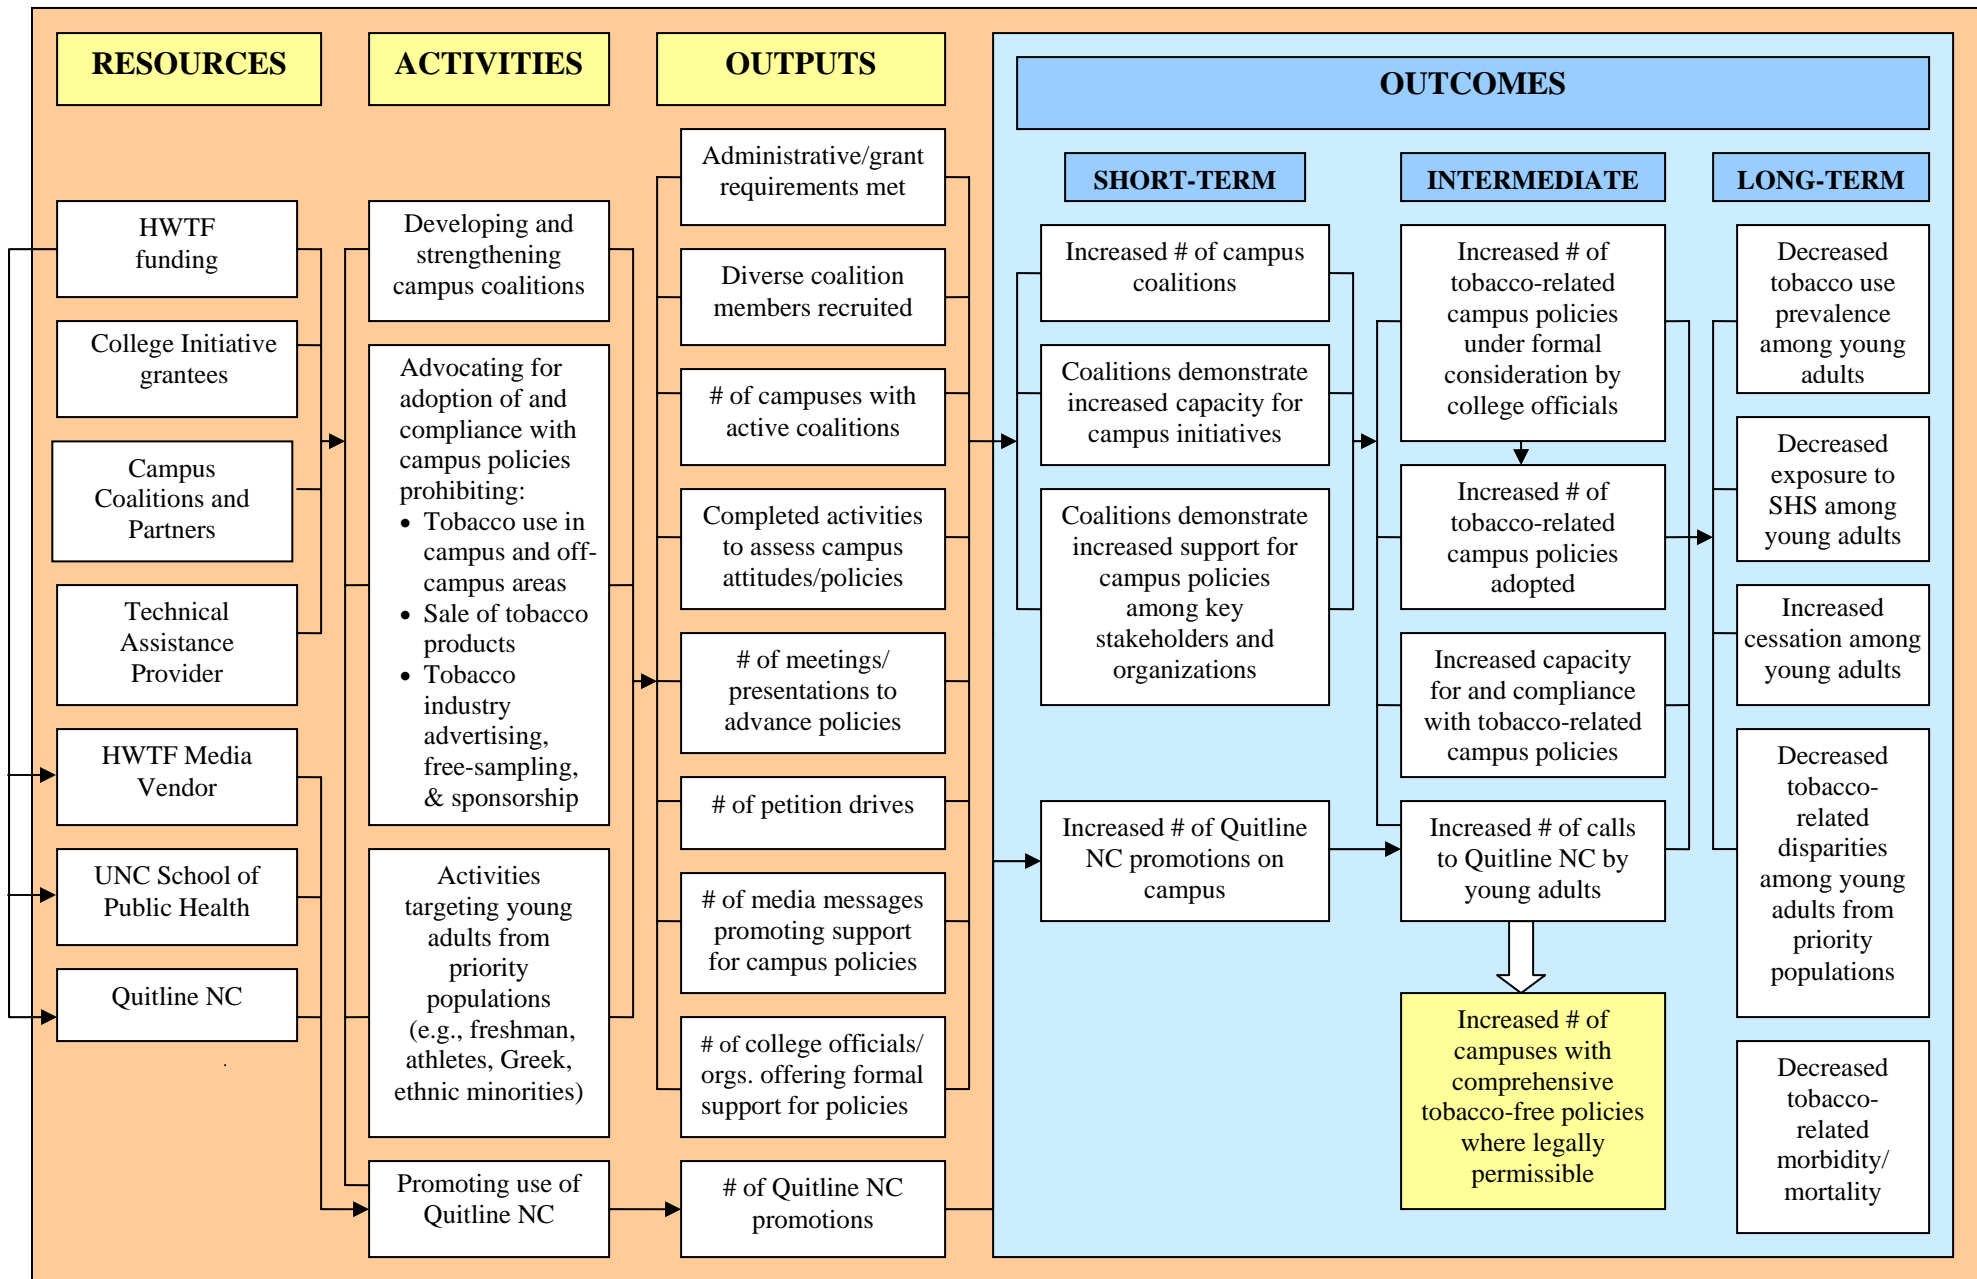 RESOURCES
ACTIVITIES
OUTPUTS
OUTCOMES
SHORT-TERM
INTERMEDIATE
LONG-TERM
HWTF
funding
College Initiative
grantees
Campus
Coalitions and
Partners
Technical
Assistance
Provider
HWTF Media
Vendor
UNC School of
Public Health
Quitline NC
Developing and
strengthening
campus coalitions
Advocating for
adoption of and
compliance with
campus policies
prohibiting:
• Tobacco use in
campus and off-
campus areas
• Sale of tobacco
products
• Tobacco
industry
advertising,
free-sampling,
& sponsorship
Activities
targeting young
adults from
priority
populations
(e.g., freshman,
athletes, Greek,
ethnic minorities)
Promoting use of
Quitline NC
Administrative/grant
requirements met
Diverse coalition
members recruited
# of campuses with
active coalitions
Completed activities
to assess campus
attitudes/policies
# of meetings/
presentations to
advance policies
# of petition drives
# of media messages
promoting support
for campus policies
# of college officials/
orgs. offering formal
support for policies
# of Quitline NC
promotions
Increased # of campus
coalitions
Coalitions demonstrate
increased capacity for
campus initiatives
Coalitions demonstrate
increased support for
campus policies
among key
stakeholders and
organizations
Increased # of Quitline
NC promotions on
campus
Increased # of
tobacco-related
campus policies
under formal
consideration by
college officials
Increased # of
tobacco-related
campus policies
adopted
Increased capacity
for and compliance
with tobacco-related
campus policies
Increased # of calls
to Quitline NC by
young adults
Increased # of
campuses with
comprehensive
tobacco-free policies
where legally
permissible
Decreased
tobacco use
prevalence
among young
adults
Decreased
exposure to
SHS among
young adults
Increased
cessation among
young adults
Decreased
tobacco-
related
disparities
among young
adults from
priority
populations
Decreased
tobacco-
related
morbidity/
mortality